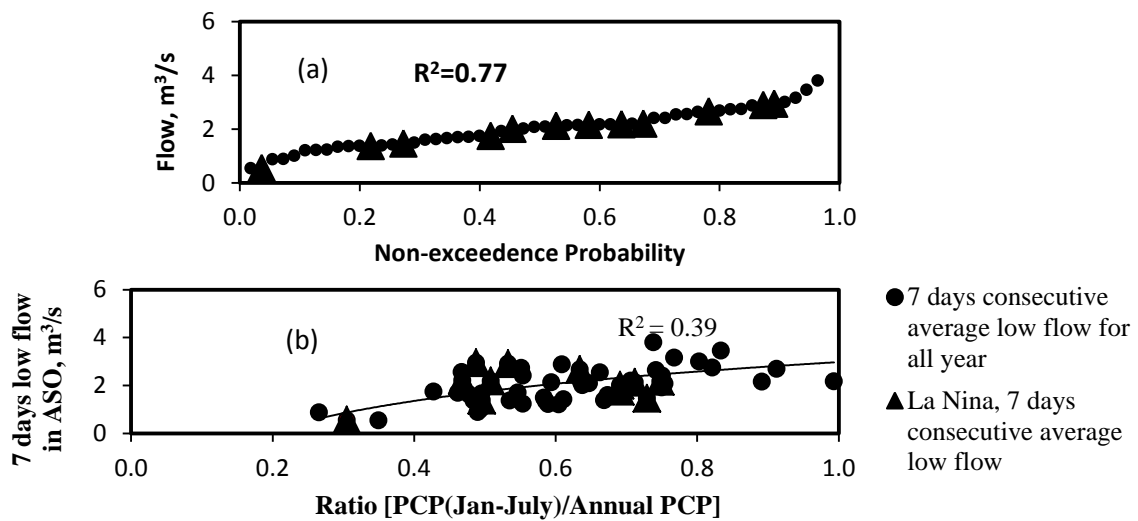 6
4
2
0
Flow, m³/s
(a)
R²=0.77
0.0 0.2 0.4 0.6 0.8 1.0
Non-exceedence Probability
6
4
2
0
7 days low flow
in ASO, m³/s
(b)
R² = 0.39
0.0 0.2 0.4 0.6 0.8 1.0
Ratio [PCP(Jan-July)/Annual PCP]
7 days consecutive
average low flow for
all year
La Nina, 7 days
consecutive average
low flow